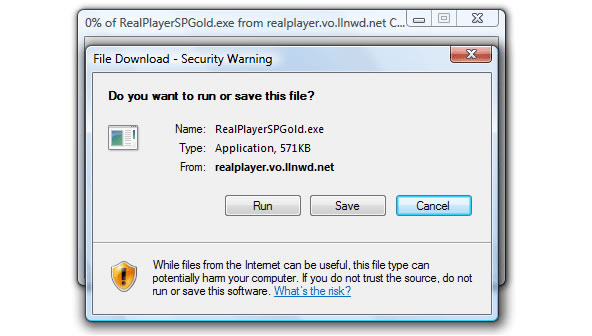 0% of RealPlayerSPGold.exe from realplayer.vo.llnwd.net C...
File Download - Security Warning
Do you want to run or save this file?
Name: RealPlayerSPGold.exe
Type: Application, 571KB
From: realplayer.vo.llnwd.net
Run Save Cancel
While files from the Internet can be useful, this file type can
potentially harm your computer. If you do not trust the source, do not
run or save this software. What's the risk?